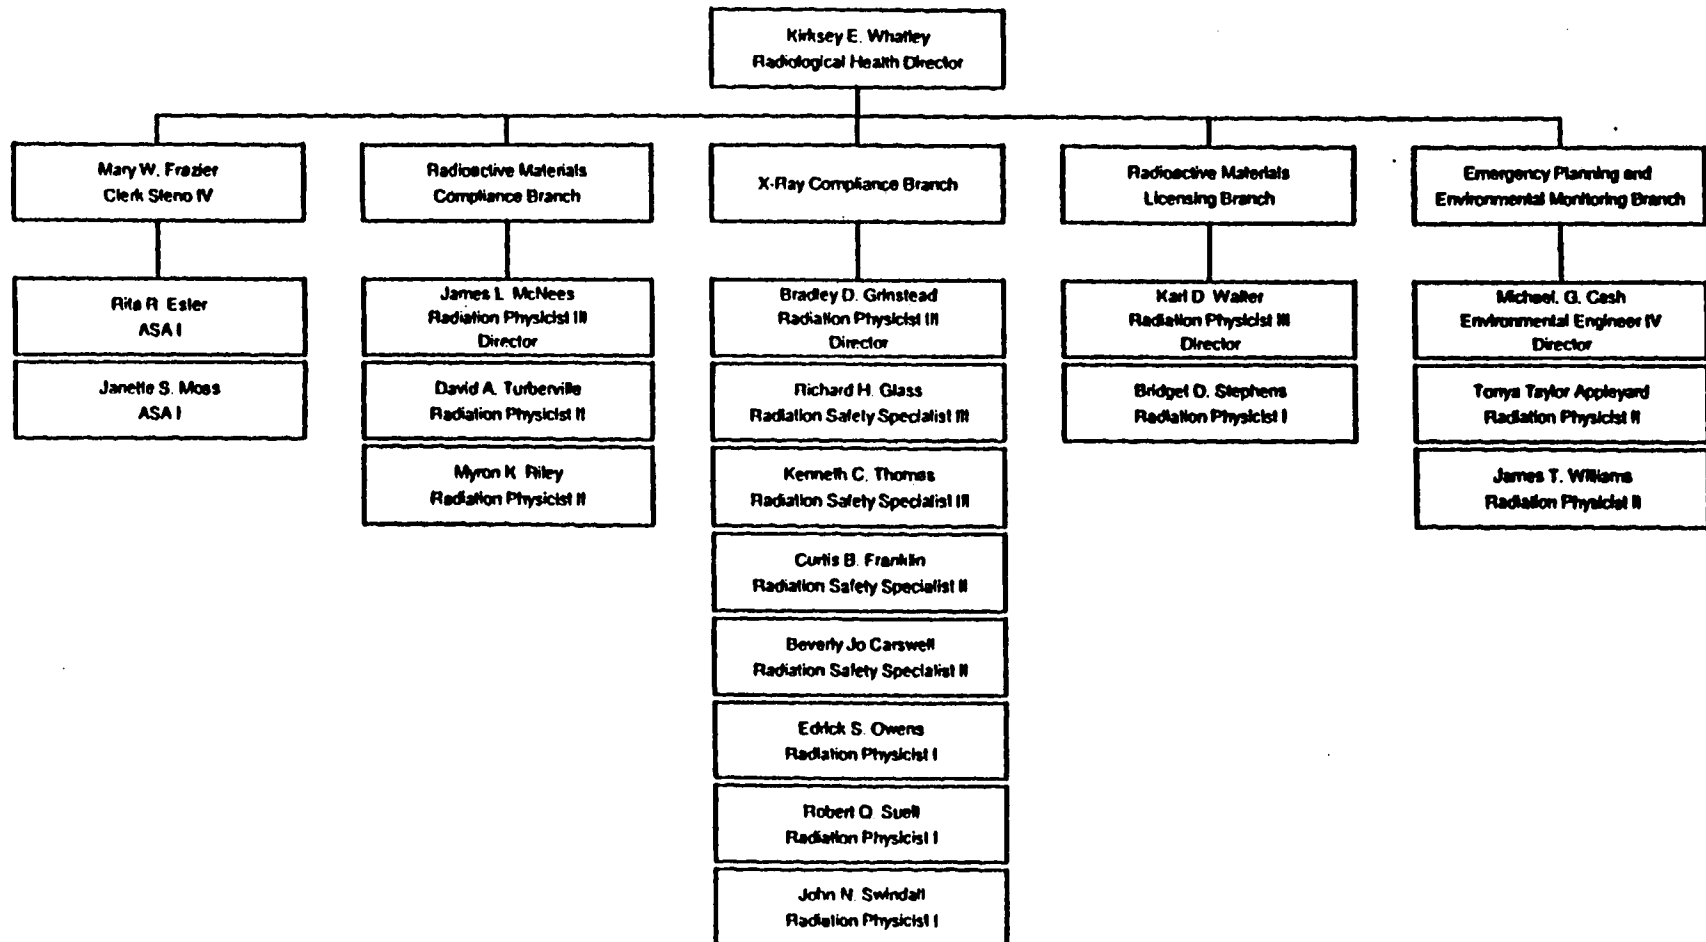 Kirksey E. Whatley
Radiological Health Director
Mary W. Frazier
Clerk Steno IV
Radioactive Materials
Compliance Branch
X-Ray Compliance Branch
Radioactive Materials
Licensing Branch
Emergency Planning and
Environmental Monitoring Branch
Rita R. Esler
ASA I
Janette S. Moss
ASA I
James L. McNees
Radiation Physicist III
Director
David A. Turberville
Radiation Physicist II
Myron K. Riley
Radiation Physicist II
Bradley D. Grinstead
Radiation Physicist III
Director
Richard H. Glass
Radiation Safety Specialist III
Kenneth C. Thomas
Radiation Safety Specialist III
Curtis B. Franklin
Radiation Safety Specialist II
Beverly Jo Carswell
Radiation Safety Specialist II
Edrick S. Owens
Radiation Physicist I
Robert Q. Suell
Radiation Physicist I
John N. Swindall
Radiation Physicist I
Karl D. Walter
Radiation Physicist III
Director
Bridget D. Stephens
Radiation Physicist I
Michael. G. Cash
Environmental Engineer IV
Director
Tonya Taylor Appleyard
Radiation Physicist II
James T. Williams
Radiation Physicist II